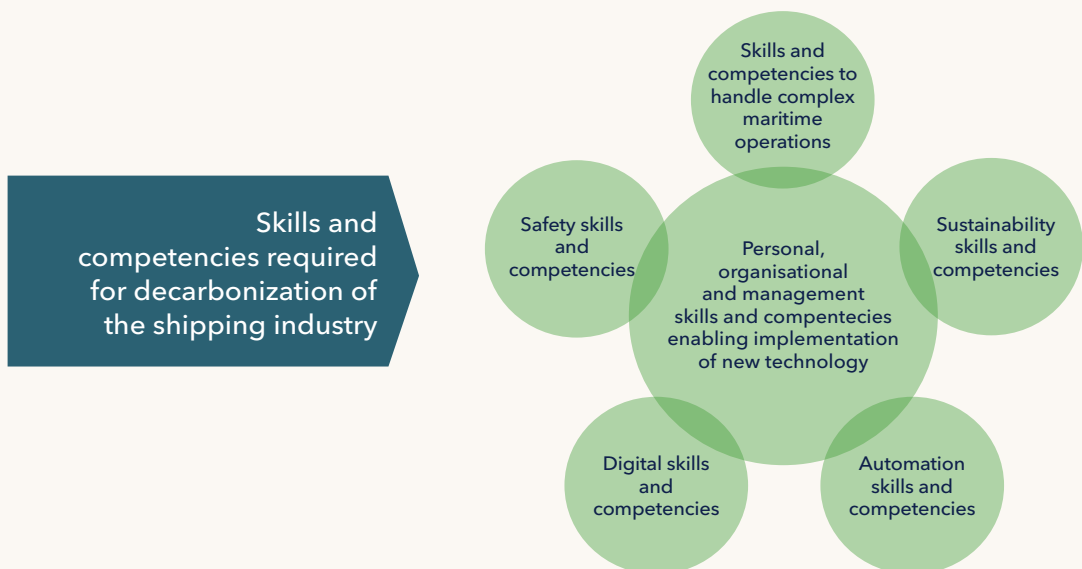 Skills and
competencies required
for decarbonization of
the shipping industry
Skills and
competencies to
handle complex
maritime
operations
Safety skills
and
competencies
Personal,
organisational
and management
skills and compentecies
enabling implementation
of new technology
Sustainability
skills and
competencies
Digital skills
and
competencies
Automation
skills and
competencies